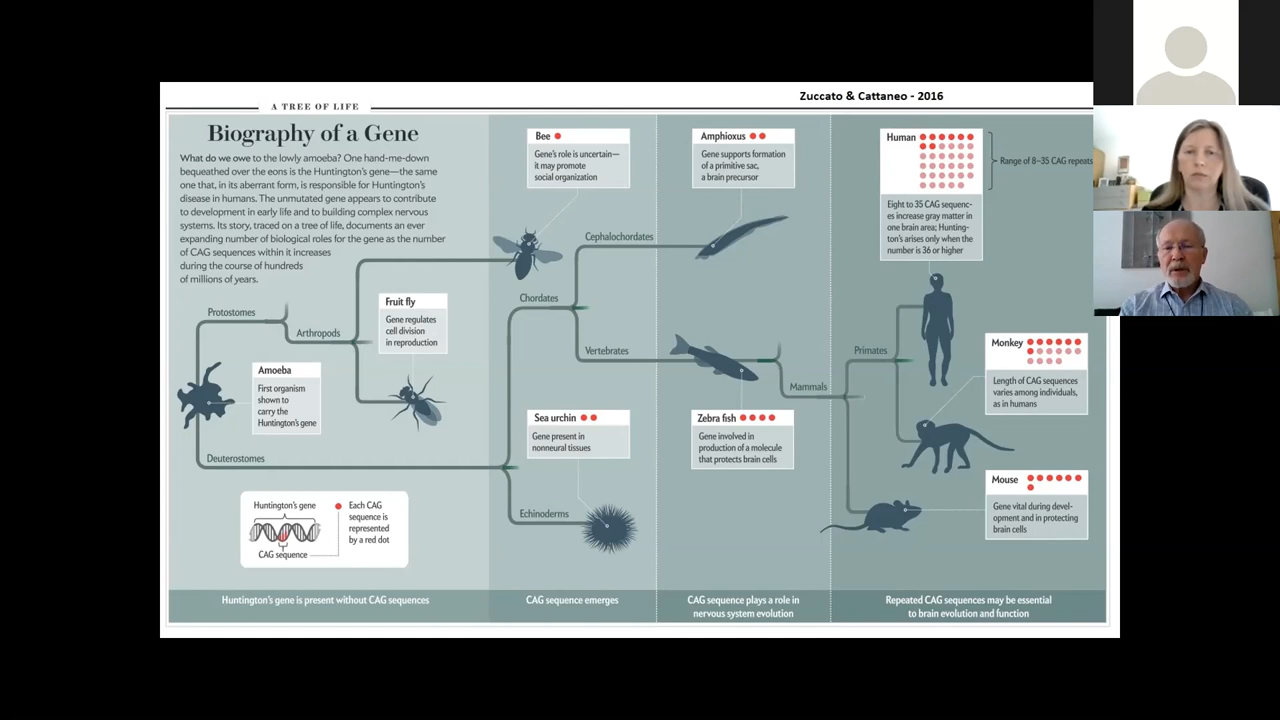 Zuccato & Cattaneo - 2016
A TREE OF LIFE
Biography of a Gene
What do we owe to the lowly amoeba? One hand-me-down
bequeathed over the eons is the Huntington's gene—the same
one that, in its aberrant form, is responsible for Huntington's
disease in humans. The unmutated gene appears to contribute
to development in early life and to building complex nervous
systems. Its story, traced on a tree of life, documents an ever
expanding number of biological roles for the gene as the number
of CAG sequences within it increases
during the course of hundreds
of millions of years.
Protostomes
Arthropods
Fruit fly
Gene regulates
cell division
in reproduction
Amoeba
First organism
shown to
carry the
Huntington's gene
Deuterostomes
Huntington's gene
CAG sequence
Each CAG
sequence is
represented
by a red dot
Huntington's gene is present without CAG sequences
Bee
Gene's role is uncertain—
it may promote
social organization
Chordates
Cephalochordates
Vertebrates
Sea urchin
Gene present in
nonneural tissues
Echinoderms
CAG sequence emerges
Amphioxus
Gene supports formation
of a primitive sac,
a brain precursor
Zebra fish
Gene involved in
production of a molecule
that protects brain cells
Mammals
CAG sequence plays a role in
nervous system evolution
Human
Range of 8–35 CAG repeats
Eight to 35 CAG sequenc-
es increase gray matter in
one brain area; Hunting-
ton's arises only when the
number is 36 or higher
Primates
Monkey
Length of CAG sequences
varies among individuals,
as in humans
Mouse
Gene vital during devel-
opment and in protecting
brain cells
Repeated CAG sequences may be essential
to brain evolution and function